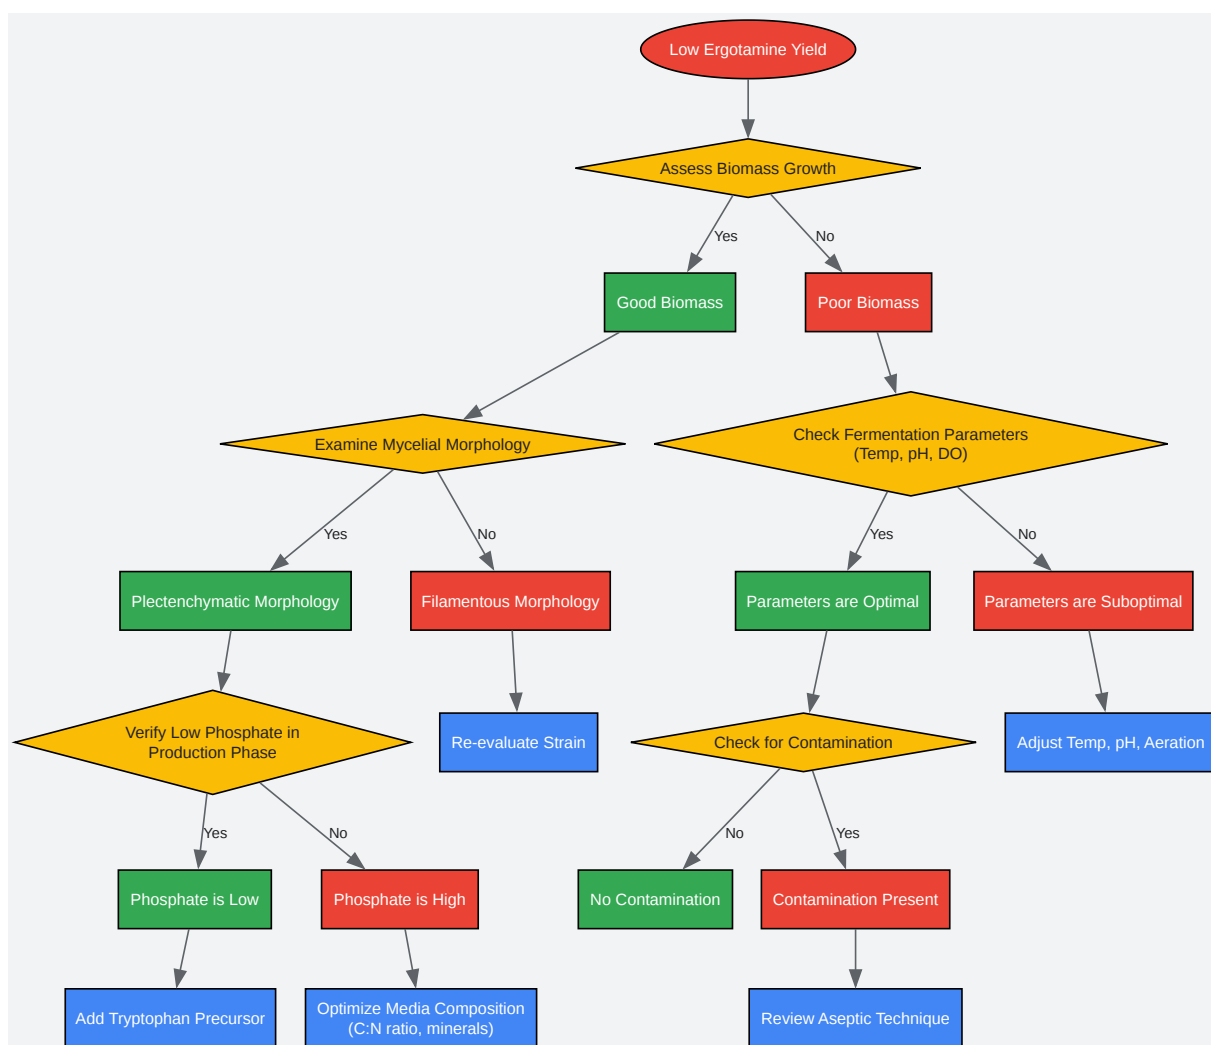 Low Ergotamine Yield
Assess Biomass Growth
Yes
No
Good Biomass
Poor Biomass
Examine Mycelial Morphology
Check Fermentation Parameters
(Temp, pH, DO)
Yes
No
Yes
No
Plectenchymatic Morphology
Filamentous Morphology
Parameters are Optimal
Parameters are Suboptimal
Verify Low Phosphate in
Production Phase
Re-evaluate Strain
Check for Contamination
Adjust Temp, pH, Aeration
Yes
No
No
Yes
Phosphate is Low
Phosphate is High
No Contamination
Contamination Present
Add Tryptophan Precursor
Optimize Media Composition
(C:N ratio, minerals)
Review Aseptic Technique